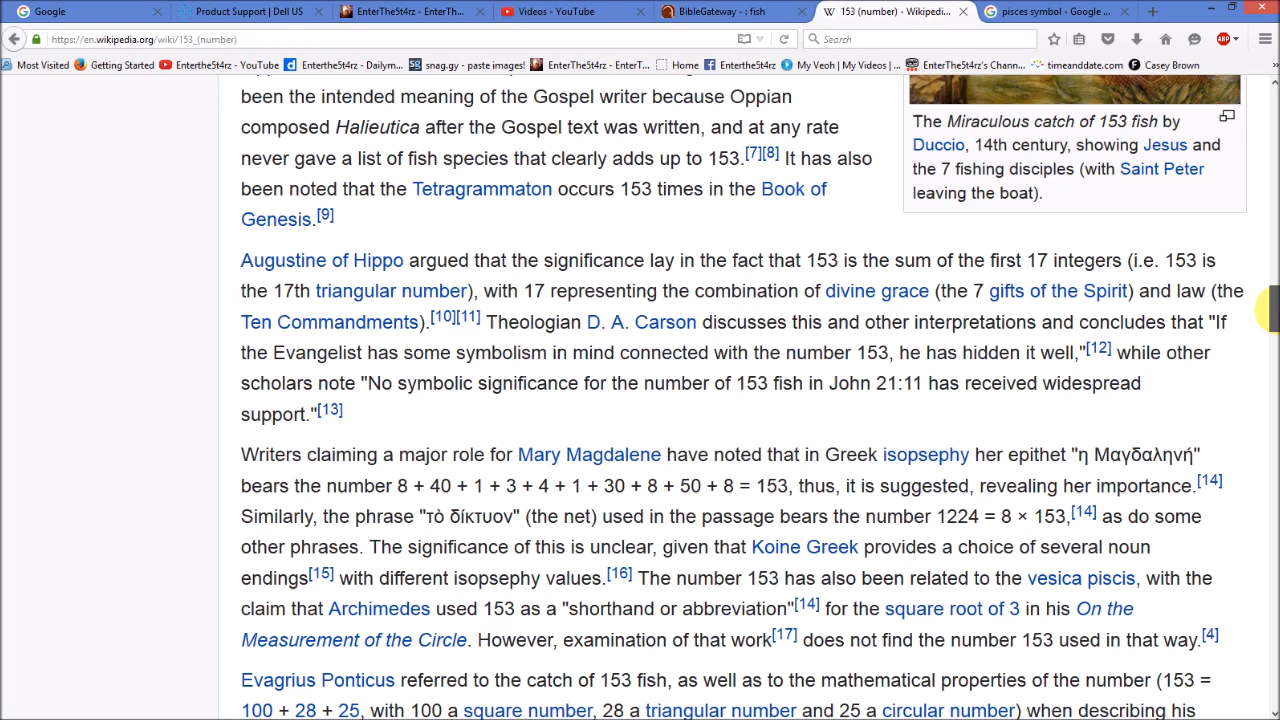 Google
Product Support | Dell US
EnterThe5t4rz - EnterTh...
Videos - YouTube
BibleGateway - : fish
153 (number) - Wikipedi...
pisces symbol - Google ...
https://en.wikipedia.org/wiki/153_(number)
Search
ABP
Most Visited
Getting Started
Enterthe5t4rz - YouTube
Enterthe5t4rz - Dailym...
snag.gy - paste images!
EnterThe5t4rz - EnterT...
Home
Enterthe5t4rz
My Veoh | My Videos | ...
EnterThe5t4rz's Chann...
timeanddate.com
Casey Brown
been the intended meaning of the Gospel writer because Oppian
composed Halieutica after the Gospel text was written, and at any rate
never gave a list of fish species that clearly adds up to 153.[7][8] It has also
been noted that the Tetragrammaton occurs 153 times in the Book of
Genesis.[9]
The Miraculous catch of 153 fish by
Duccio, 14th century, showing Jesus and
the 7 fishing disciples (with Saint Peter
leaving the boat).
Augustine of Hippo argued that the significance lay in the fact that 153 is the sum of the first 17 integers (i.e. 153 is
the 17th triangular number), with 17 representing the combination of divine grace (the 7 gifts of the Spirit) and law (the
Ten Commandments).[10][11] Theologian D. A. Carson discusses this and other interpretations and concludes that "If
the Evangelist has some symbolism in mind connected with the number 153, he has hidden it well,"[12] while other
scholars note "No symbolic significance for the number of 153 fish in John 21:11 has received widespread
support."[13]
Writers claiming a major role for Mary Magdalene have noted that in Greek isopsephy her epithet "η Μαγδαληνή"
bears the number 8 + 40 + 1 + 3 + 4 + 1 + 30 + 8 + 50 + 8 = 153, thus, it is suggested, revealing her importance.[14]
Similarly, the phrase "τὸ δίκτυον" (the net) used in the passage bears the number 1224 = 8 × 153,[14] as do some
other phrases. The significance of this is unclear, given that Koine Greek provides a choice of several noun
endings[15] with different isopsephy values.[16] The number 153 has also been related to the vesica piscis, with the
claim that Archimedes used 153 as a "shorthand or abbreviation"[14] for the square root of 3 in his On the
Measurement of the Circle. However, examination of that work[17] does not find the number 153 used in that way.[4]
Evagrius Ponticus referred to the catch of 153 fish, as well as to the mathematical properties of the number (153 =
100 + 28 + 25, with 100 a square number, 28 a triangular number and 25 a circular number) when describing his